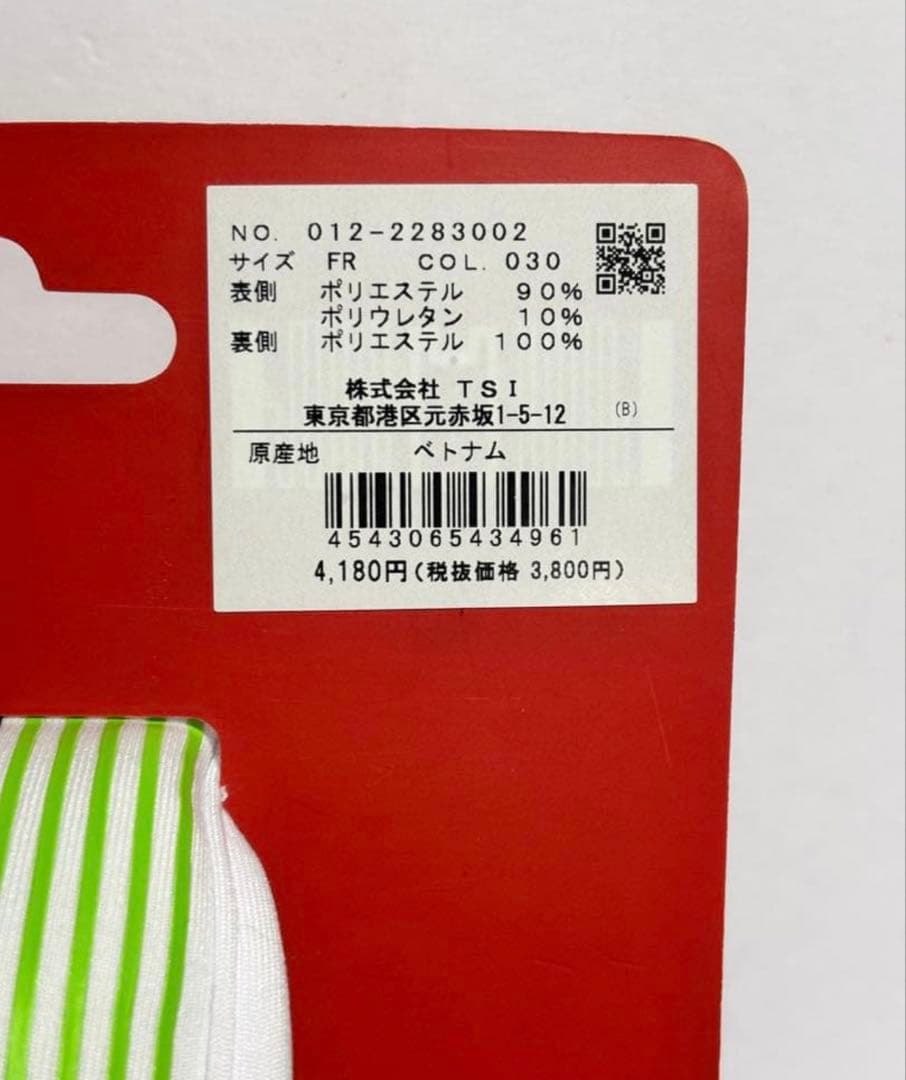 NO. 012-2283002
サイズ FR COL. 030
表側 ポリエステル 90%
ポリウレタン 10%
裏側 ポリエステル 100%
株式会社 TSI
東京都港区元赤坂1-5-12 (B)
原産地 ベトナム
4543065434961
4,180円(税抜価格 3,800円)